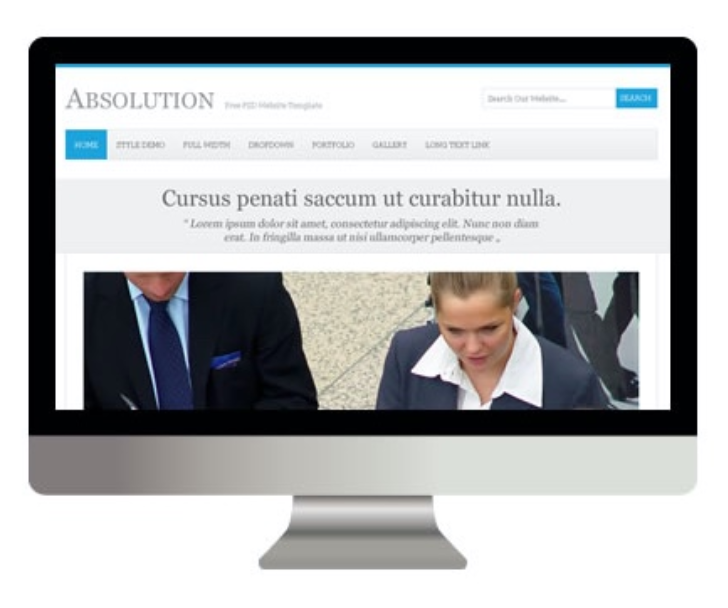 ABSOLUTION
Free PSD Website Template
Search Our Website...
SEARCH
HOME
STYLE DEMO
FULL WIDTH
DROPDOWN
PORTFOLIO
GALLERY
LONG TEXT LINK
Cursus penati saccum ut curabitur nulla.
“ Lorem ipsum dolor sit amet, consectetur adipiscing elit. Nunc non diam
erat. In fringilla massa ut nisi ullamcorper pellentesque „